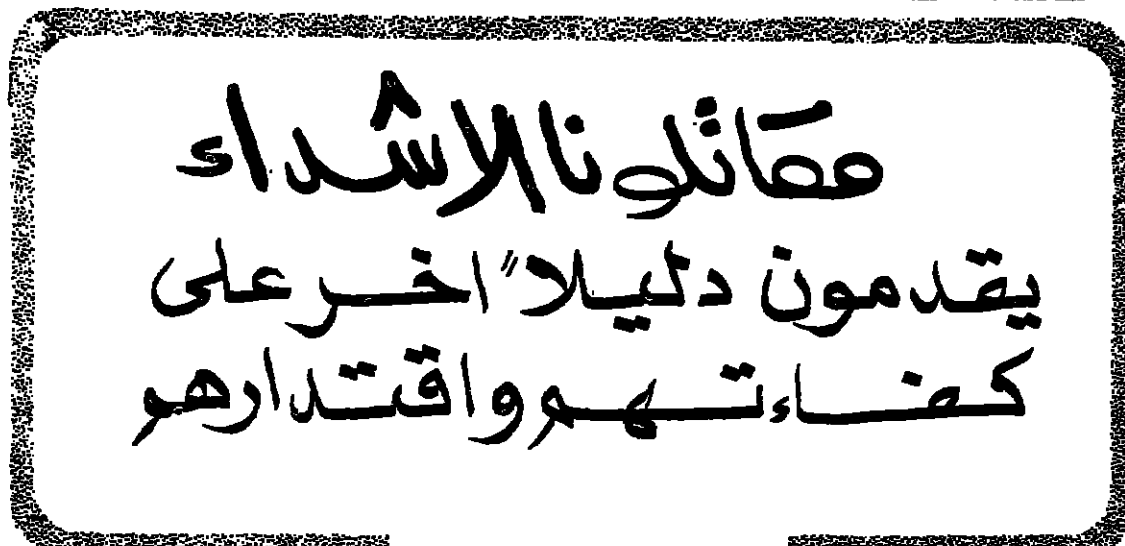 مقاتلونا الاشداء
يقدمون دليلاً اخر على
كفاءتهم واقتدارهم